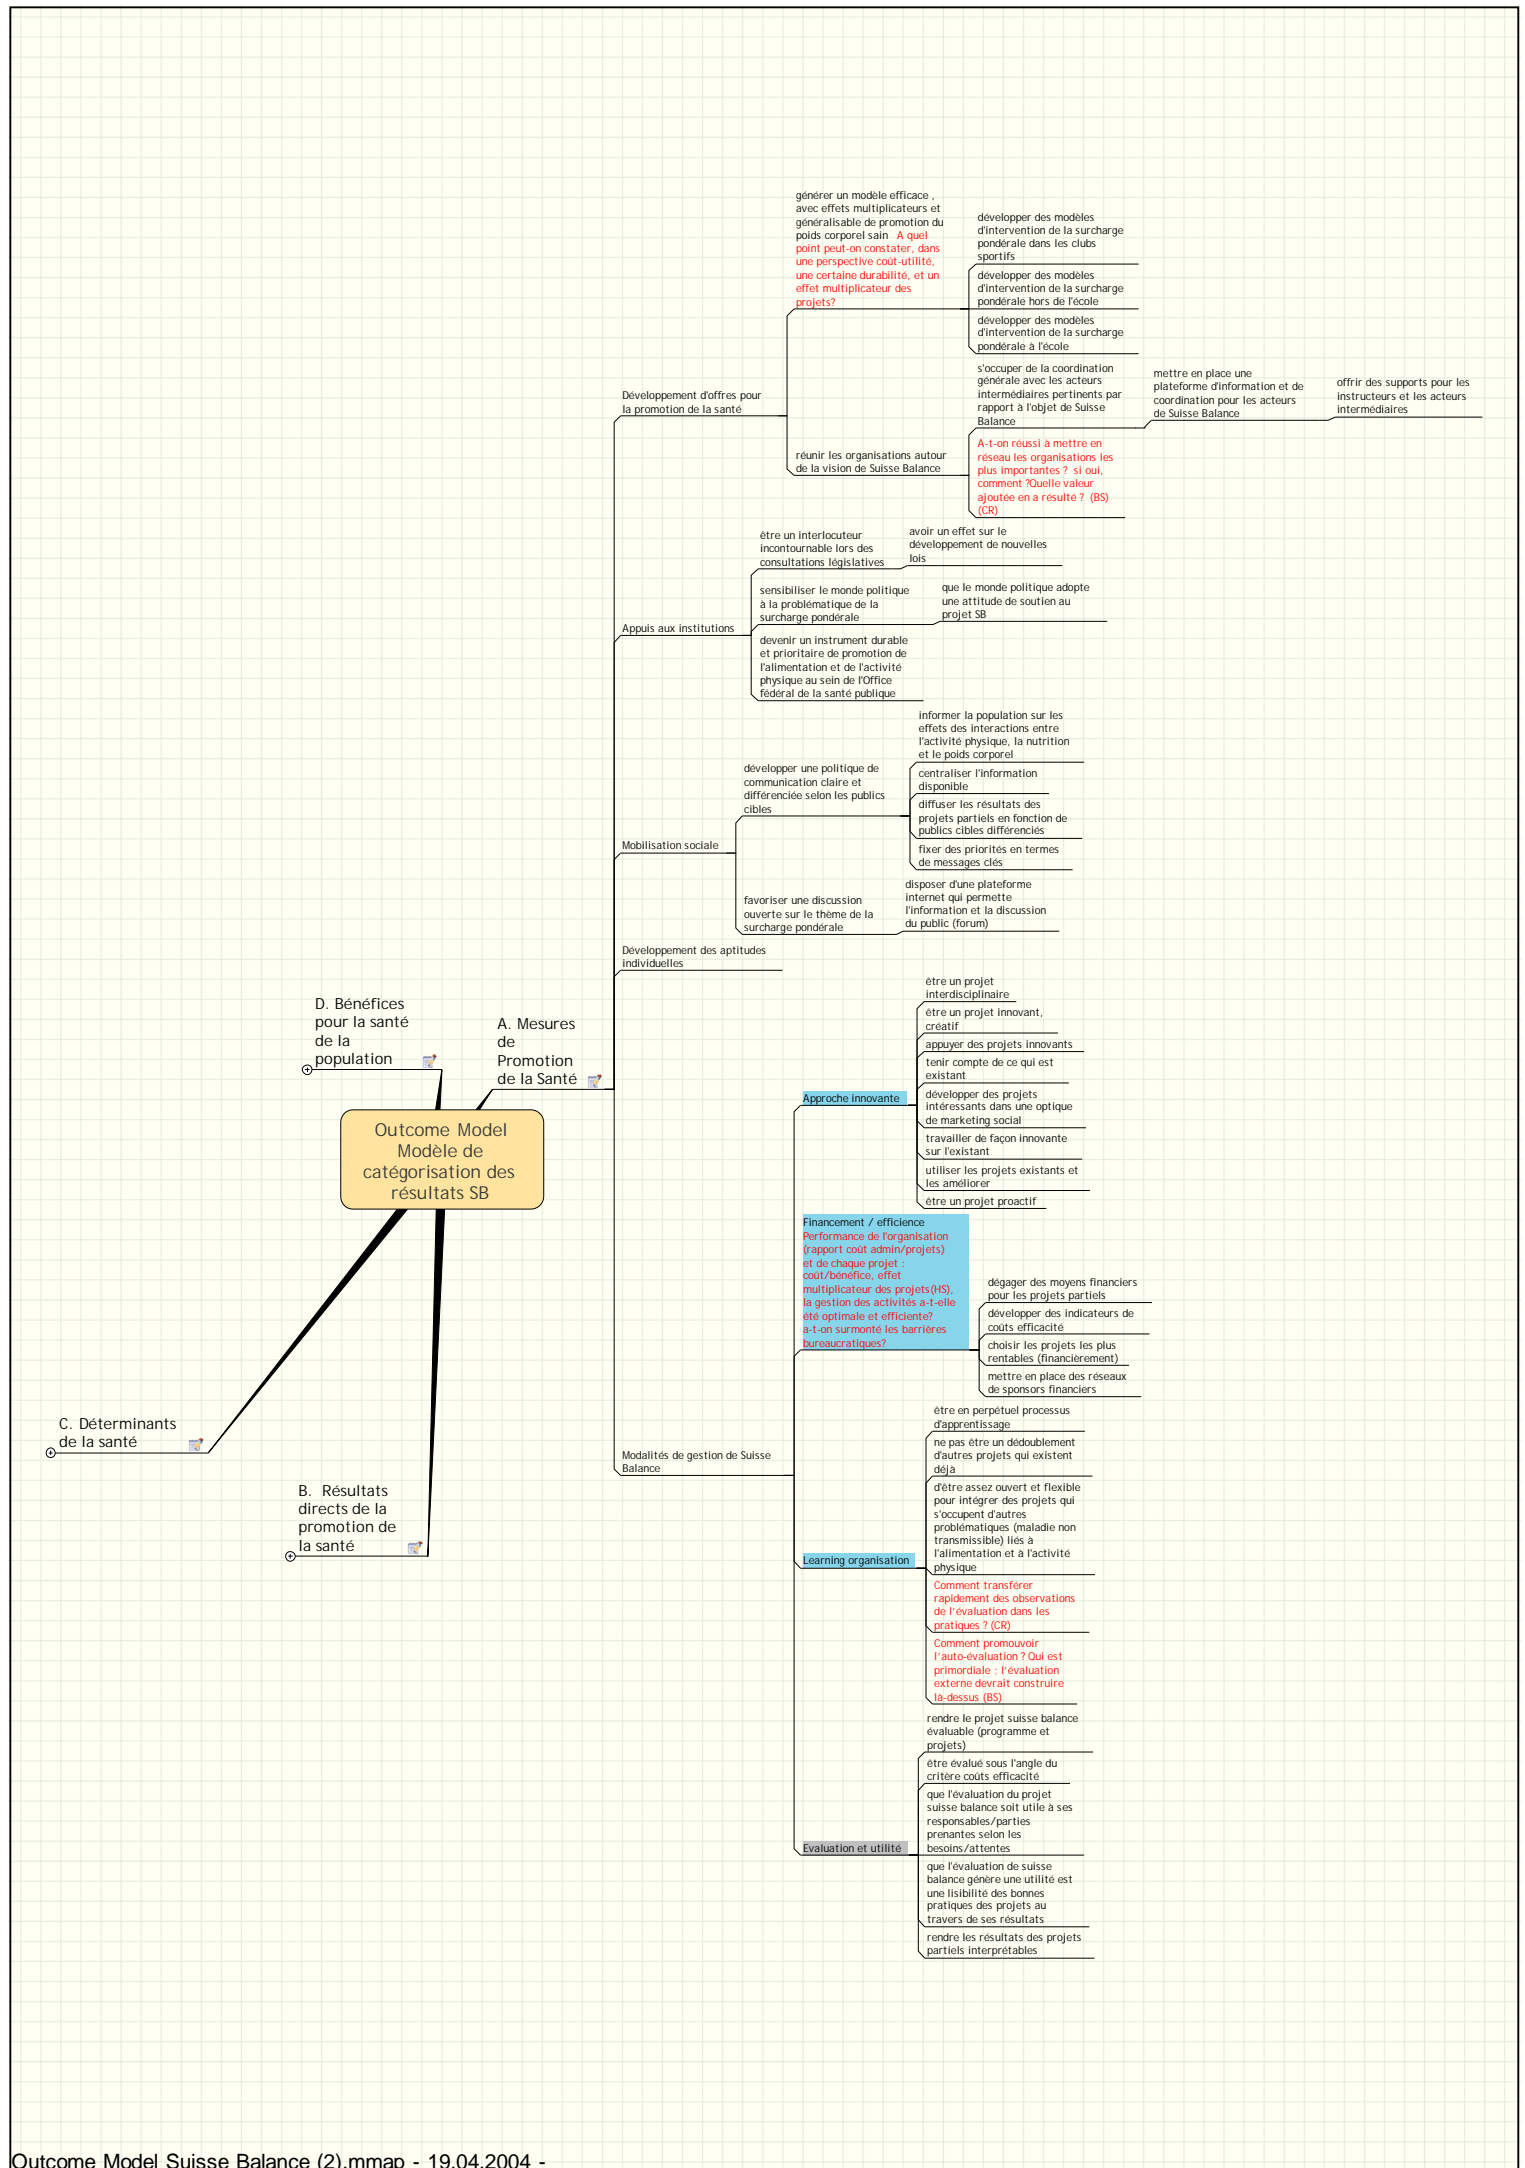 générer un modèle efficace ,
avec effets multiplicateurs et
généralisable de promotion du
poids corporel sain   A quel
point peut-on constater, dans
une perspective coût-utilité,
une certaine durabilité, et un
effet multiplicateur des
projets?
développer des modèles
d'intervention de la surcharge
pondérale dans les clubs
sportifs
développer des modèles
d'intervention de la surcharge
pondérale hors de l'école
développer des modèles
d'intervention de la surcharge
pondérale à l'école
Développement d'offres pour
la promotion de la santé
réunir les organisations autour
de la vision de Suisse Balance
s'occuper de la coordination
générale avec les acteurs
intermédiaires pertinents par
rapport à l'objet de Suisse
Balance
mettre en place une
plateforme d'information et de
coordination pour les acteurs
de Suisse Balance
offrir des supports pour les
instructeurs et les acteurs
intermédiaires
A-t-on réussi à mettre en
réseau les organisations les
plus importantes ?  si oui,
comment ?Quelle valeur
ajoutée en a résulté ?  (BS)
(CR)
Appuis aux institutions
être un interlocuteur
incontournable lors des
consultations législatives
avoir un effet sur le
développement de nouvelles
lois
sensibiliser le monde politique
à la problématique de la
surcharge pondérale
que le monde politique adopte
une attitude de soutien au
projet SB
devenir un instrument durable
et prioritaire de promotion de
l'alimentation et de l'activité
physique au sein de l'Office
fédéral de la santé publique
Mobilisation sociale
développer une politique de
communication claire et
différenciée selon les publics
cibles
informer la population sur les
effets des interactions entre
l'activité physique, la nutrition
et le poids corporel
centraliser l'information
disponible
diffuser les résultats des
projets partiels en fonction de
publics cibles différenciés
fixer des priorités en termes
de messages clés
favoriser une discussion
ouverte sur le thème de la
surcharge pondérale
disposer d'une plateforme
internet qui permette
l'information et la discussion
du public (forum)
Développement des aptitudes
individuelles
D. Bénéfices
pour la santé
de la
population
A. Mesures
de
Promotion
de la Santé
Outcome Model
Modèle de
catégorisation des
résultats SB
C. Déterminants
de la santé
B.  Résultats
directs de la
promotion de
la santé
Modalités de gestion de Suisse
Balance
Approche innovante
être un projet
interdisciplinaire
être un projet innovant,
créatif
appuyer des projets innovants
tenir compte de ce qui est
existant
développer des projets
intéressants dans une optique
de marketing social
travailler de façon innovante
sur l'existant
utiliser les projets existants et
les améliorer
être un projet proactif
Financement / efficience
Performance de l'organisation
(rapport coût admin/projets)
et de chaque projet :
coût/bénéfice, effet
multiplicateur des projets(HS),
la gestion des activités a-t-elle
été optimale et efficiente?
a-t-on surmonté les barrières
bureaucratiques?
dégager des moyens financiers
pour les projets partiels
développer des indicateurs de
coûts efficacité
choisir les projets les plus
rentables (financièrement)
mettre en place des réseaux
de sponsors financiers
Learning organisation
être en perpétuel processus
d'apprentissage
ne pas être un dédoublement
d'autres projets qui existent
déjà
d'être assez ouvert et flexible
pour intégrer des projets qui
s'occupent d'autres
problématiques (maladie non
transmissible) liés à
l'alimentation et à l'activité
physique
Comment transférer
rapidement des observations
de l'évaluation dans les
pratiques ? (CR)
Comment promouvoir
l'auto-évaluation ? Qui est
primordiale ; l'évaluation
externe devrait construire
là-dessus (BS)
Evaluation et utilité
rendre le projet suisse balance
évaluable (programme et
projets)
être évalué sous l'angle du
critère coûts efficacité
que l'évaluation du projet
suisse balance soit utile à ses
responsables/parties
prenantes selon les
besoins/attentes
que l'évaluation de suisse
balance génère une utilité est
une lisibilité des bonnes
pratiques des projets au
travers de ses résultats
rendre les résultats des projets
partiels interprétables
Outcome Model Suisse Balance (2).mmap - 19.04.2004 -